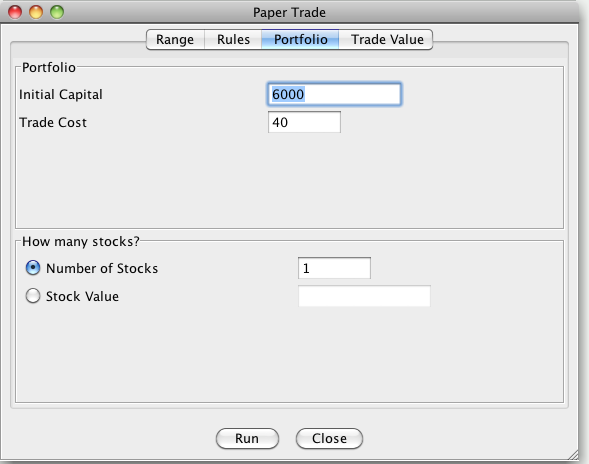 Paper Trade
Range Rules Portfolio Trade Value
Portfolio
Initial Capital 6000
Trade Cost 40
How many stocks?
Number of Stocks 1
Stock Value
Run Close